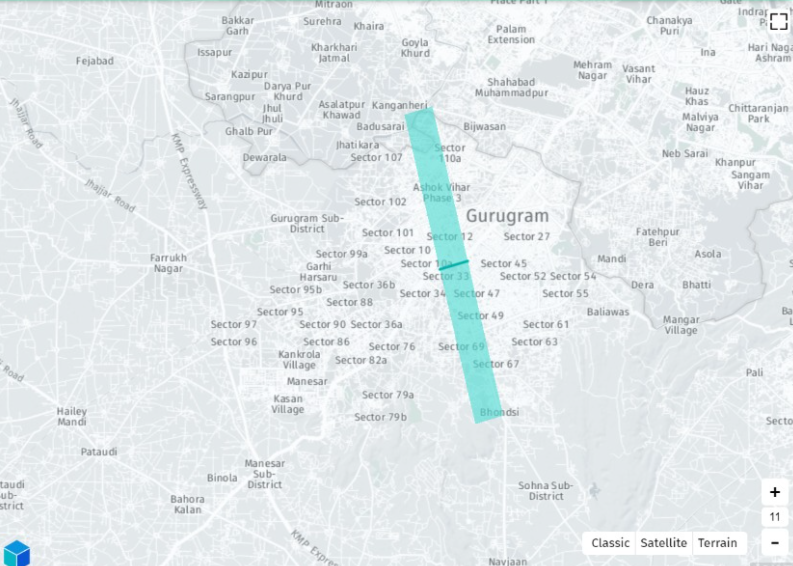 Mitraon
Place Part 1
Gate
Bakkar
Garh
Surehra
Khaira
Chanakya
Puri
Palam
Extension
Goyla
Khurd
Issapur
Kharkhari
Jatmal
Ina
Hari Naga
Ashram
Fejabad
Kazipur
Mehram
Nagar
Vasant
Vihar
Darya Pur
Khurd
Shahabad
Muhammadpur
Hauz
Khas
Sarangpur
Jhul
Jhuli
Asalatpur
Khawad
Kanganheri
Chittaranjan
Park
Jhajjar Road
Ghalb Pur
Badusarai
Bijwasan
Malviya
Nagar
KMP Expressway
Dewarala
Jhatikara
Sector 107
Sector
110a
Neb Sarai
Khanpur
Sangam
Vihar
Jhajjar Road
Ashok Vihar
Phase 3
Sector 102
Gurugram
Gurugram Sub-
District
Sector 101
Sector 12
Sector 27
Fatehpur
Beri
Farrukh
Nagar
Sector 99a
Sector 10
Sector 10a
Sector 45
Mandi
Asola
Garhi
Harsaru
Sector 33
Sector 52
Sector 54
Sector 95b
Sector 36b
Sector 34
Sector 47
Sector 55
Dera
Bhatti
Sector 88
Sector 95
Sector 49
Baliawas
Sector 97
Sector 90
Sector 36a
Sector 61
Mangar
Village
Sector 96
Sector 86
Sector 76
Sector 69
Sector 63
Kankrola
Village
Sector 82a
Sector 67
Road
Manesar
Pali
Kasan
Village
Sector 79a
Hailey
Mandi
Sector 79b
Bhondsi
Secto
Pataudi
Manesar
Sub-
District
taudi
ub-
strict
Binola
Sohna Sub-
District
Bahora
Kalan
+
11
-
KMP Expre
Classic
Satellite
Terrain